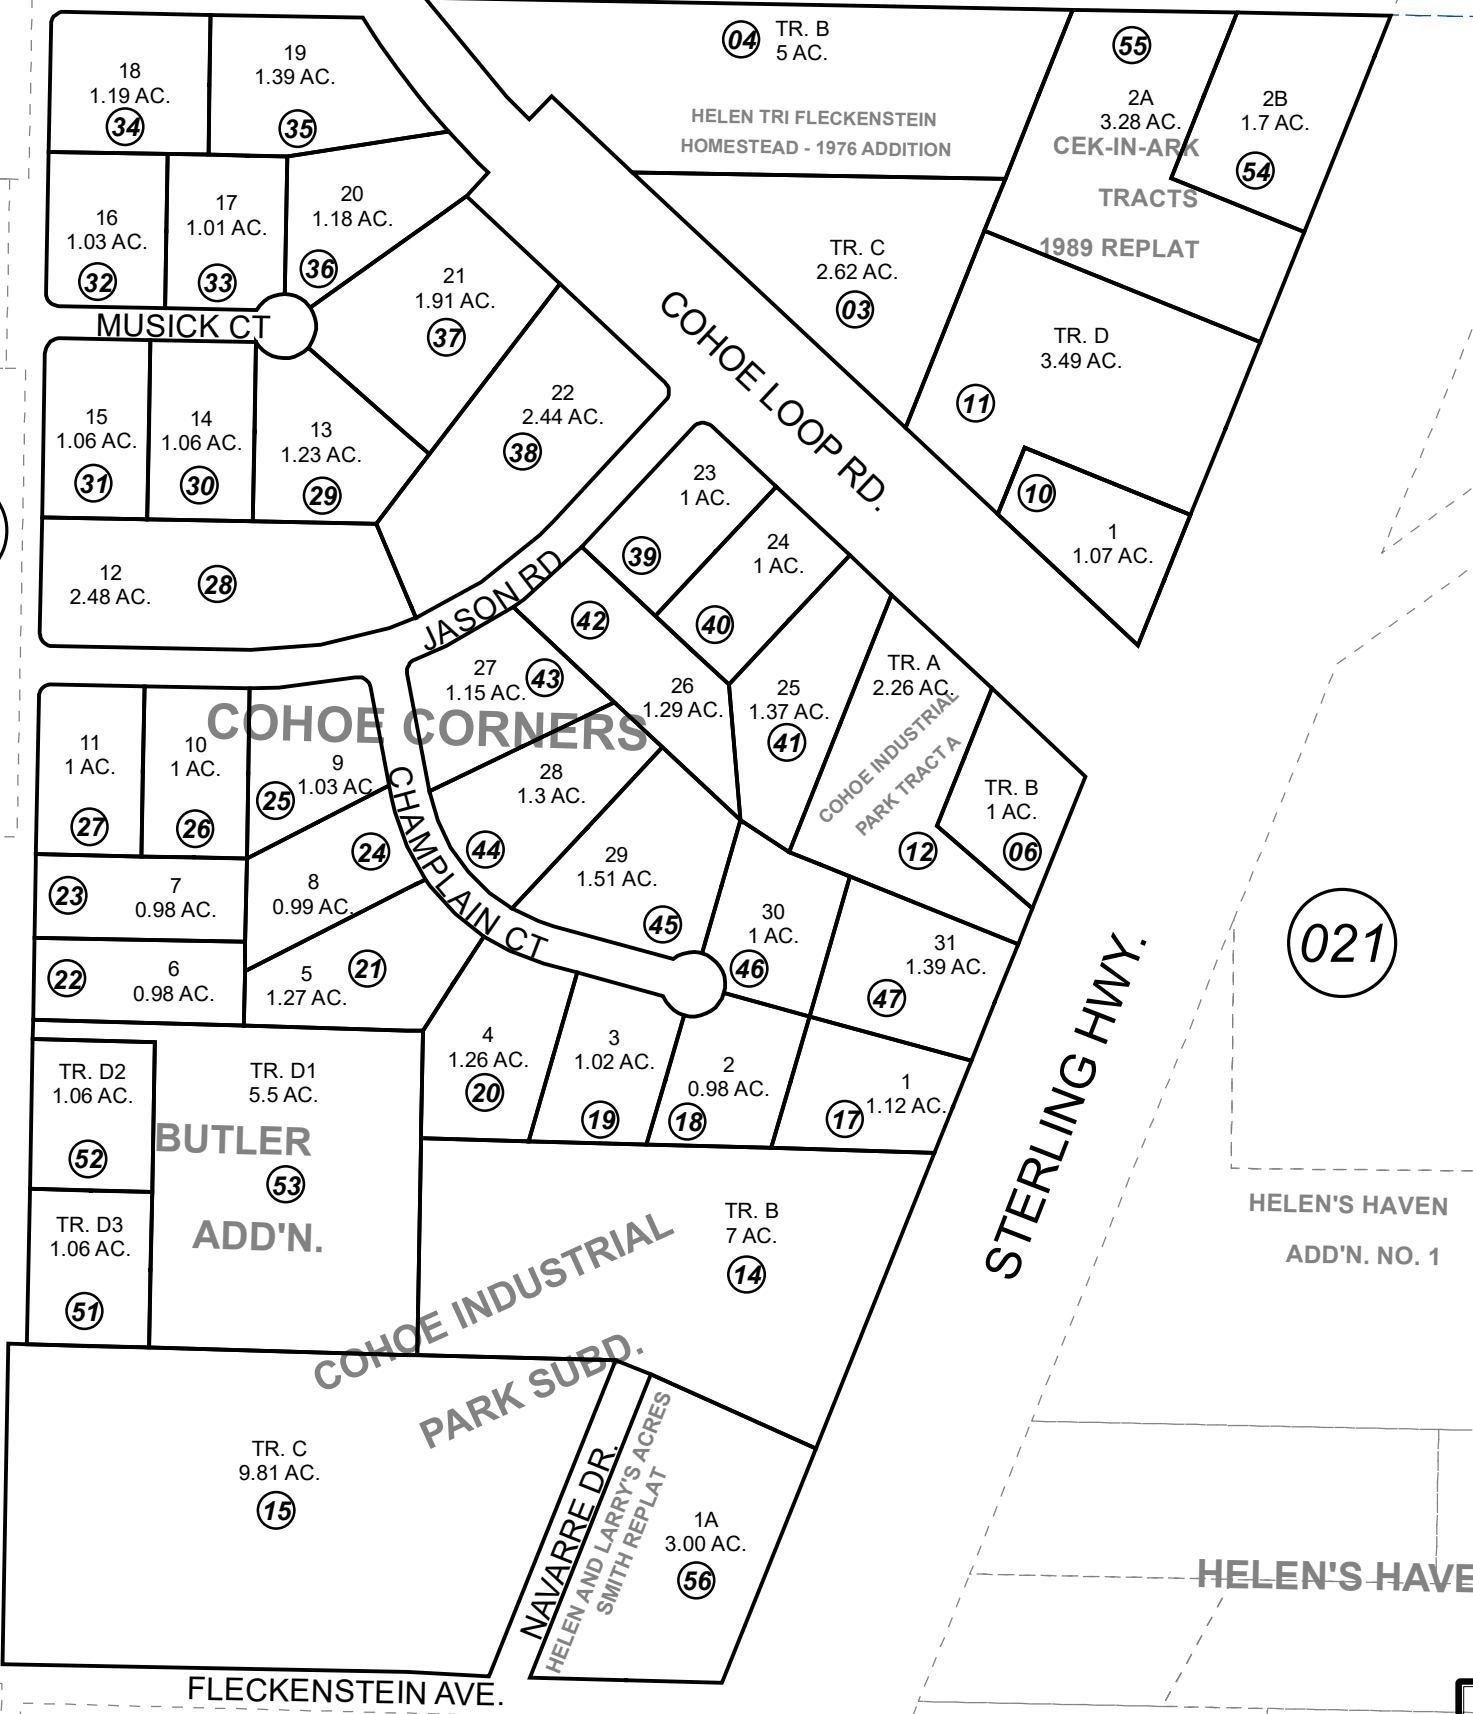 04
TR. B
5 AC.
HELEN TRI FLECKENSTEIN
HOMESTEAD - 1976 ADDITION
55
2A
3.28 AC.
2B
1.7 AC.
54
CEK-IN-ARK
TRACTS
1989 REPLAT
18
1.19 AC.
34
19
1.39 AC.
35
16
1.03 AC.
32
17
1.01 AC.
33
20
1.18 AC.
36
21
1.91 AC.
37
TR. C
2.62 AC.
03
TR. D
3.49 AC.
11
MUSICK CT
COHOE LOOP RD.
15
1.06 AC.
31
14
1.06 AC.
30
13
1.23 AC.
29
22
2.44 AC.
38
23
1 AC.
39
24
1 AC.
40
10
1
1.07 AC.
12
2.48 AC.
28
JASON RD
42
26
1.29 AC.
27
1.15 AC.
43
25
1.37 AC.
41
TR. A
2.26 AC.
COHOE INDUSTRIAL
PARK TRACT A
12
TR. B
1 AC.
06
COHOE CORNERS
11
1 AC.
27
10
1 AC.
26
9
1.03 AC
25
CHAMPLAIN CT
28
1.3 AC.
44
24
8
0.99 AC.
29
1.51 AC.
45
23
7
0.98 AC.
22
6
0.98 AC.
5
1.27 AC.
21
30
1 AC.
46
31
1.39 AC.
47
021
STERLING HWY.
4
1.26 AC.
20
3
1.02 AC.
19
2
0.98 AC.
18
1
1.12 AC.
17
TR. D2
1.06 AC.
52
TR. D1
5.5 AC.
BUTLER
53
ADD'N.
TR. D3
1.06 AC.
51
TR. B
7 AC.
14
HELEN'S HAVEN
ADD'N. NO. 1
COHOE INDUSTRIAL
PARK SUBD.
TR. C
9.81 AC.
15
NAVARRE DR.
HELEN AND LARRY'S ACRES
SMITH REPLAT
1A
3.00 AC.
56
HELEN'S HAVE
FLECKENSTEIN AVE.